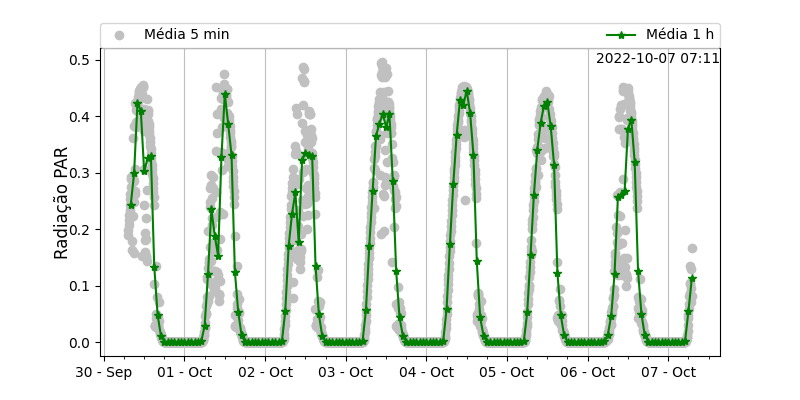 Média 5 min
Média 1 h
2022-10-07 07:11
Radiação PAR
0.5
0.4
0.3
0.2
0.1
0.0
30 - Sep
01 - Oct
02 - Oct
03 - Oct
04 - Oct
05 - Oct
06 - Oct
07 - Oct